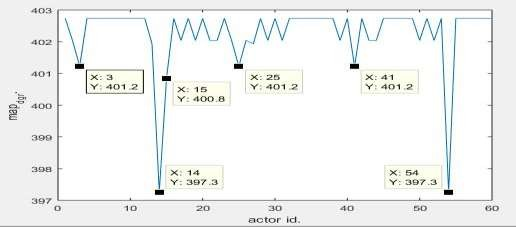 403
402
401
400
399
398
397
map_dgr.
X: 3
Y: 401.2
X: 15
Y: 400.8
X: 25
Y: 401.2
X: 41
Y: 401.2
X: 14
Y: 397.3
X: 54
Y: 397.3
0 10 20 30 40 50 60
actor id.